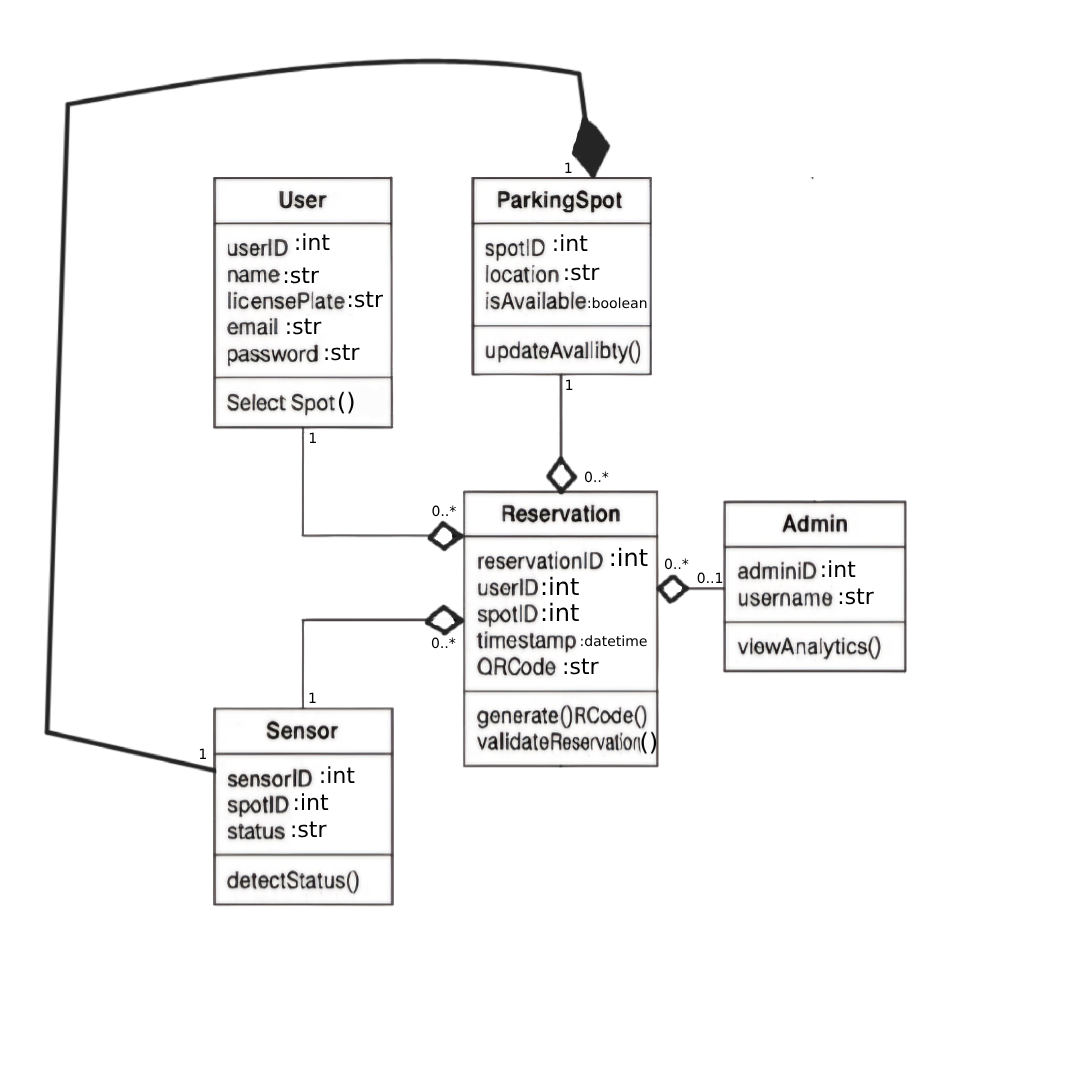 1
User
userID :int
name :str
licensePlate :str
email :str
password :str
Select Spot ()
1
ParkingSpot
spotID :int
location :str
isAvailable :boolean
updateAvallibty()
1
0..*
0..*
Reservation
reservationID :int
userID :int
spotID :int
timestamp :datetime
QRCode :str
generate()RCode()
validateReservation()
0..*
0..1
Admin
adminiD :int
username :str
viewAnalytics()
0..*
1
1
Sensor
sensorID :int
spotID :int
status :str
detectStatus()